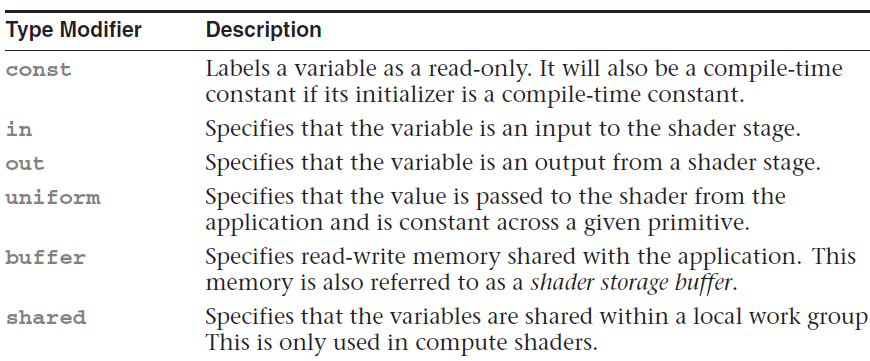 Type Modifier Description
const Labels a variable as a read-only. It will also be a compile-time
constant if its initializer is a compile-time constant.
in Specifies that the variable is an input to the shader stage.
out Specifies that the variable is an output from a shader stage.
uniform Specifies that the value is passed to the shader from the
application and is constant across a given primitive.
buffer Specifies read-write memory shared with the application. This
memory is also referred to as a shader storage buffer.
shared Specifies that the variables are shared within a local work group
This is only used in compute shaders.